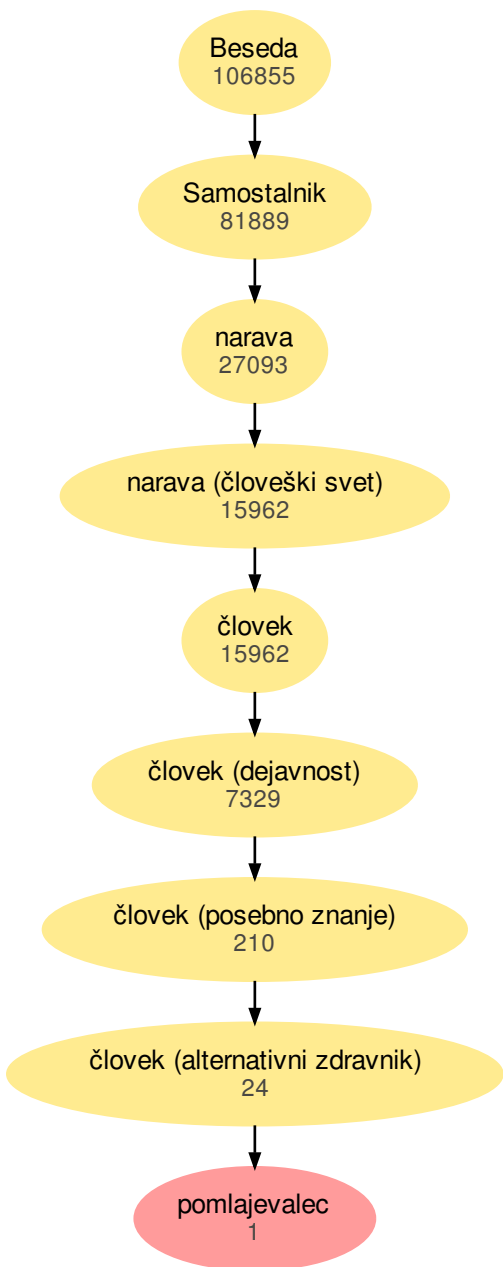 Beseda
106855
Samostalnik
81889
narava
27093
narava (človeški svet)
15962
človek
15962
človek (dejavnost)
7329
človek (posebno znanje)
210
človek (alternativni zdravnik)
24
pomlajevalec
1